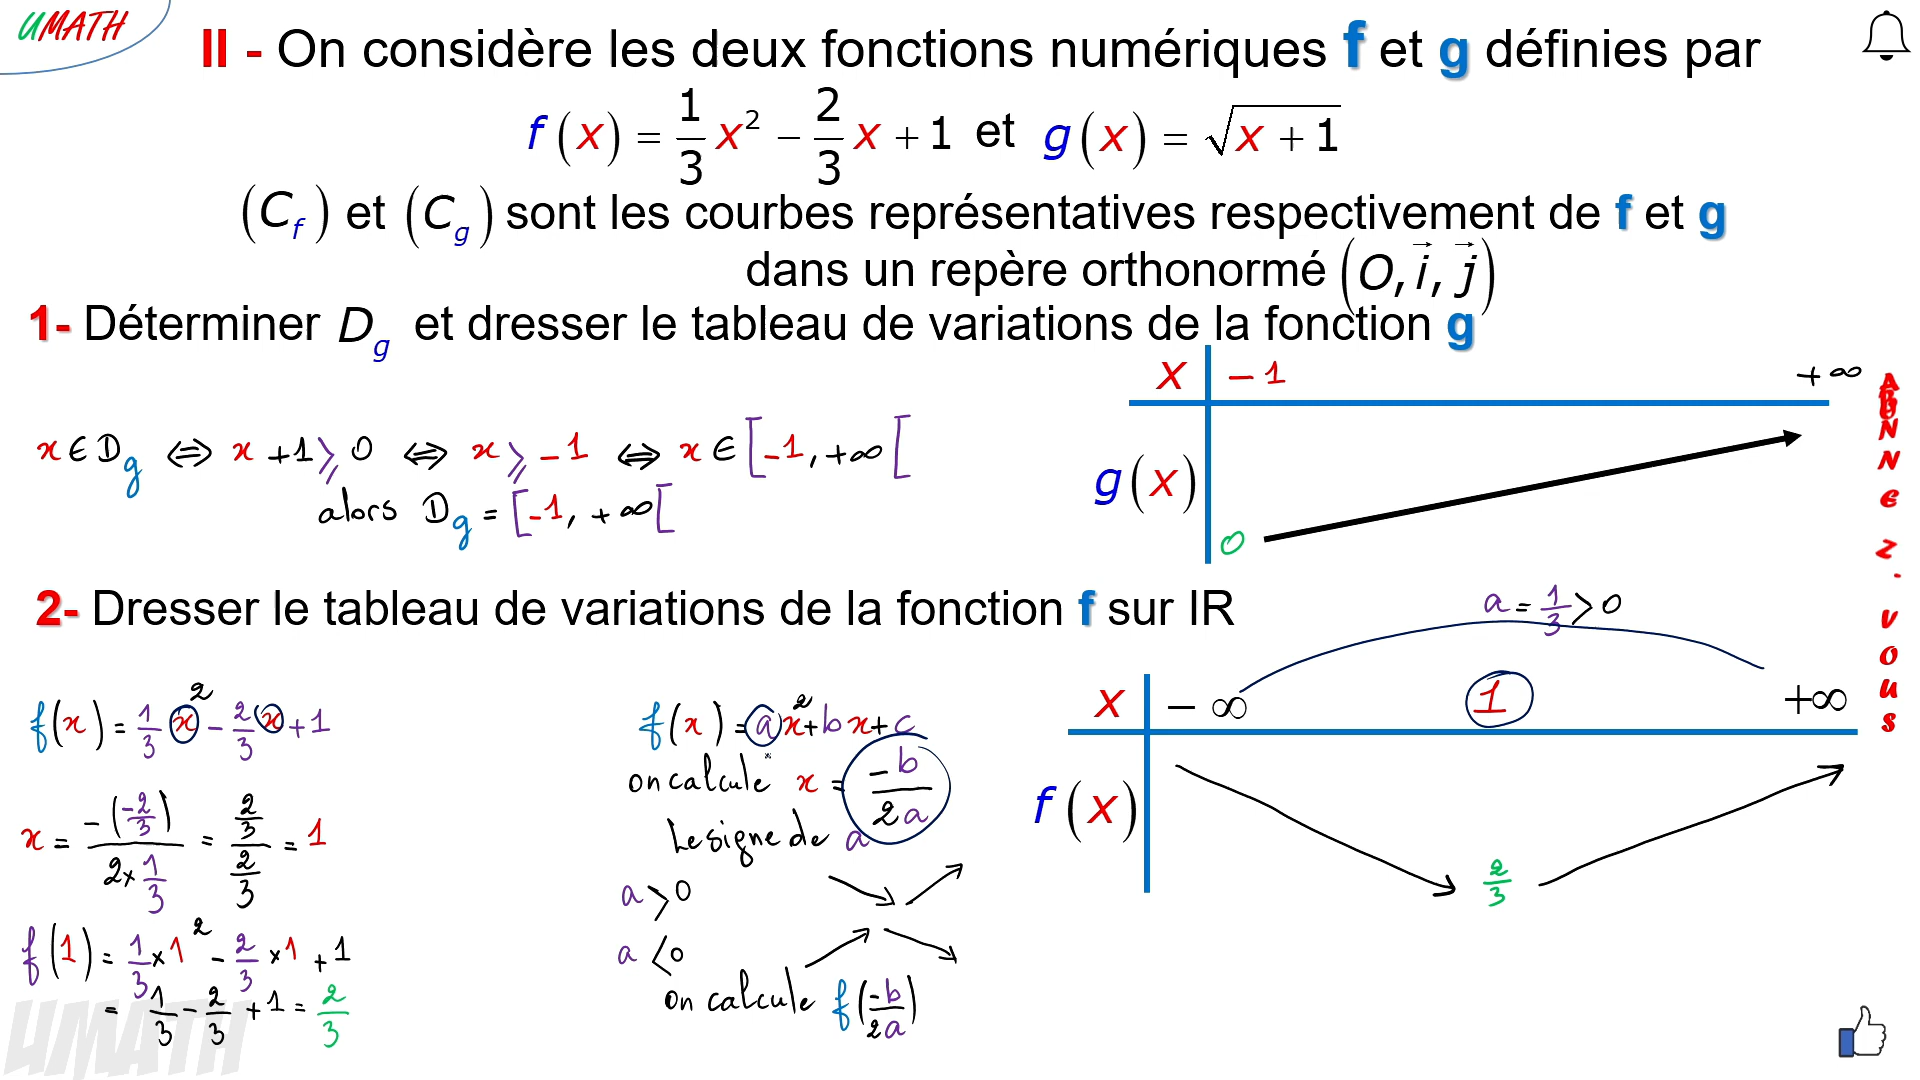 UMATH
II - On considère les deux fonctions numériques f et g définies par
f(x) = 1/3 x² − 2/3 x + 1 et g(x) = √(x + 1)
(C_f) et (C_g) sont les courbes représentatives respectivement de f et g
dans un repère orthonormé (O, i⃗, j⃗)
1- Déterminer D_g et dresser le tableau de variations de la fonction g
x | −1 +∞
x ∈ D_g ⇔ x + 1 ⩾ 0 ⇔ x ⩾ −1 ⇔ x ∈ [−1, +∞[
alors D_g = [−1, +∞[
g(x)
0
2- Dresser le tableau de variations de la fonction f sur IR
a = 1/3 > 0
x | −∞ 1 +∞
f(x)
2/3
f(x) = 1/3 x² − 2/3 x + 1
x = −(−2/3) / (2×1/3) = (2/3)/(2/3) = 1
f(1) = 1/3 × 1² − 2/3 × 1 + 1
= 1/3 − 2/3 + 1 = 2/3
f(x) = ax² + bx + c
on calcule x = −b/2a
Le signe de a
a > 0
a < 0
on calcule f(−b/2a)
ABONNEZ-VOUS
UMATH